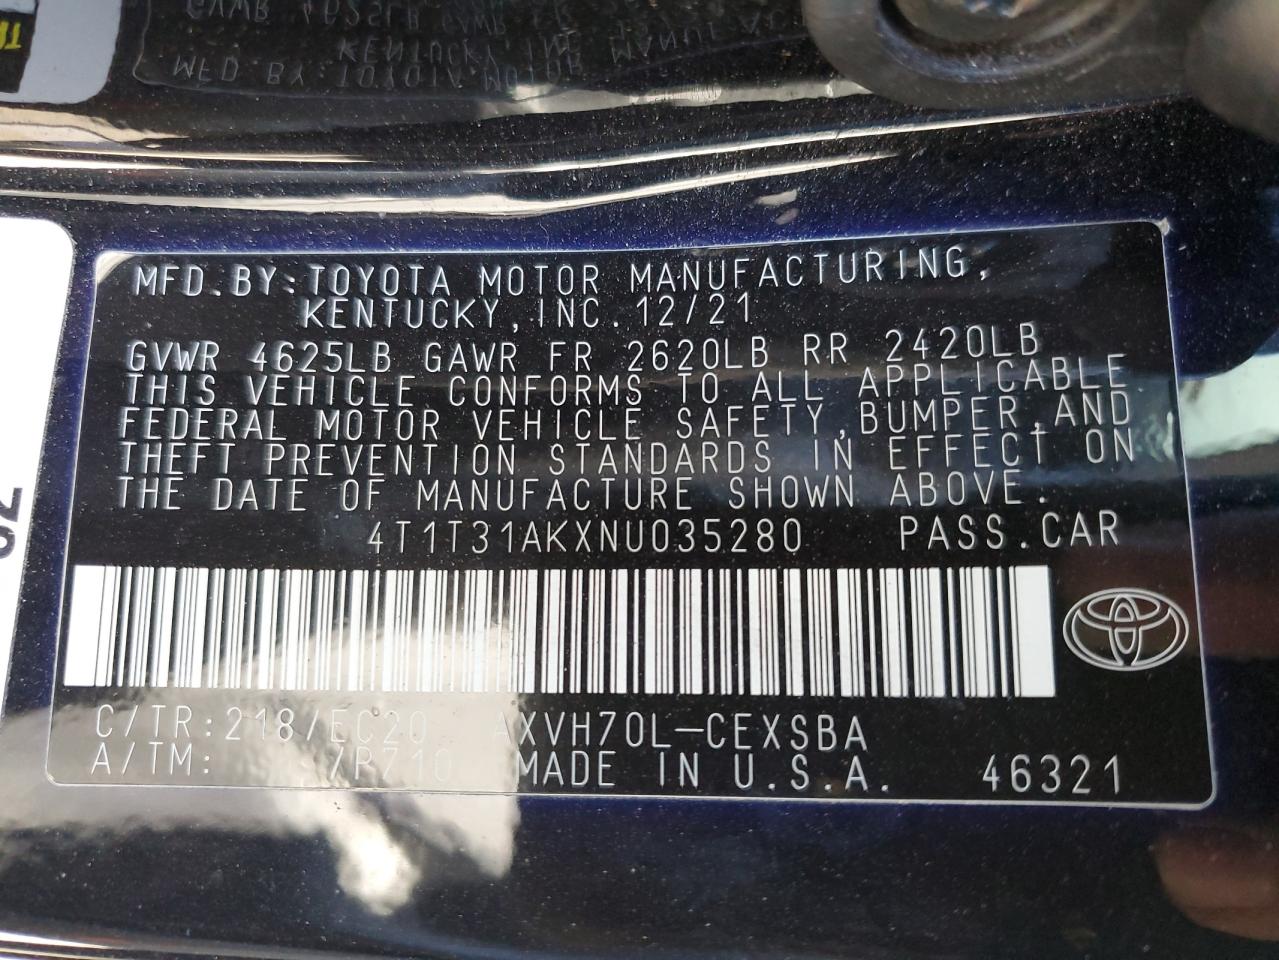 MFD.BY:TOYOTA MOTOR MANUFACTURING,
KENTUCKY,INC.12/21
GVWR 4625LB GAWR FR 2620LB RR 2420LB
THIS VEHICLE CONFORMS TO ALL APPLICABLE
FEDERAL MOTOR VEHICLE SAFETY,BUMPER,AND
THEFT PREVENTION STANDARDS IN EFFECT ON
THE DATE OF MANUFACTURE SHOWN ABOVE.
4T1T31AKXNU035280 PASS.CAR
C/TR:218/EC20 AXVH70L-CEXSBA
A/TM: /P710 MADE IN U.S.A. 46321